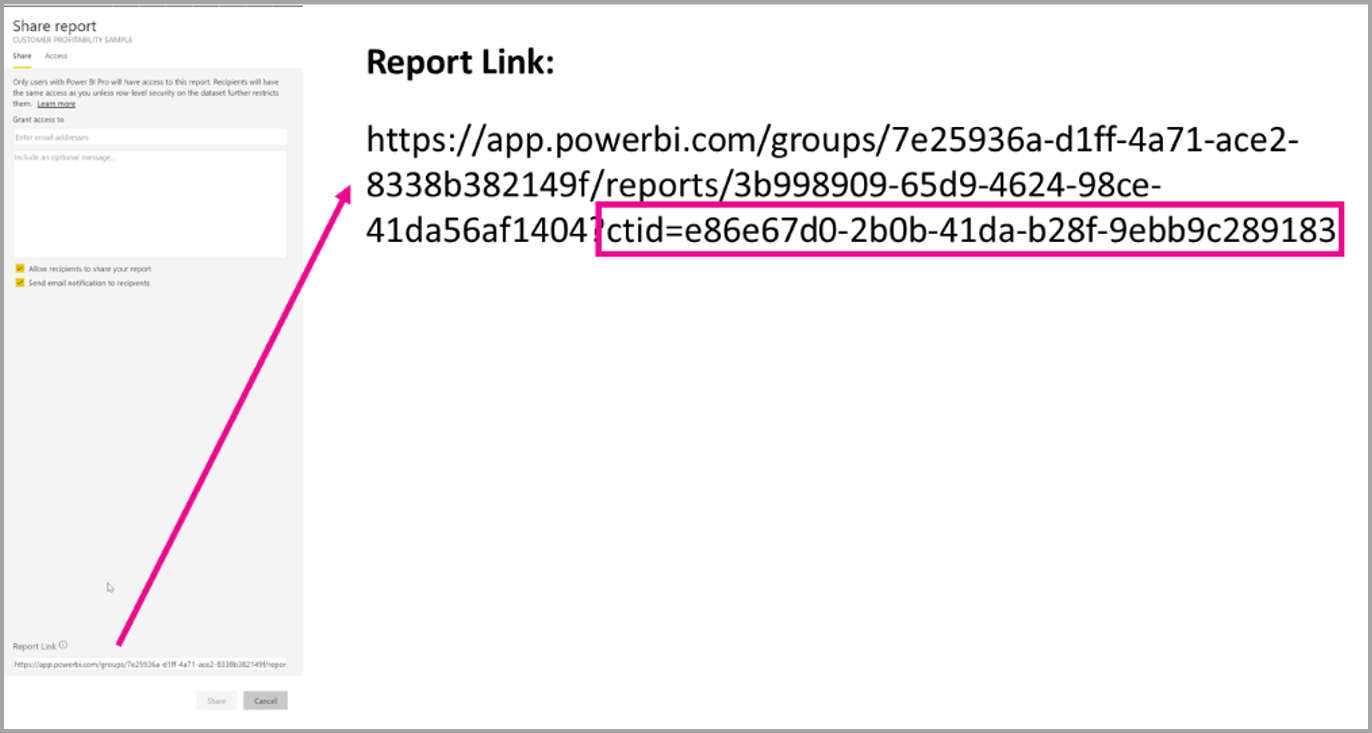 Share report
CUSTOMER PROFITABILITY SAMPLE
Share Access
Only users with Power BI Pro will have access to this report. Recipients will have
the same access as you unless row-level security on the dataset further restricts
them. Learn more
Grant access to
Enter email addresses
Include an optional message...
Allow recipients to share your report
Send email notification to recipients
Report Link
https://app.powerbi.com/groups/7e25936a-d1ff-4a71-ace2-8338b382149f/repor
Share Cancel
Report Link:
https://app.powerbi.com/groups/7e25936a-d1ff-4a71-ace2-
8338b382149f/reports/3b998909-65d9-4624-98ce-
41da56af1404?ctid=e86e67d0-2b0b-41da-b28f-9ebb9c289183